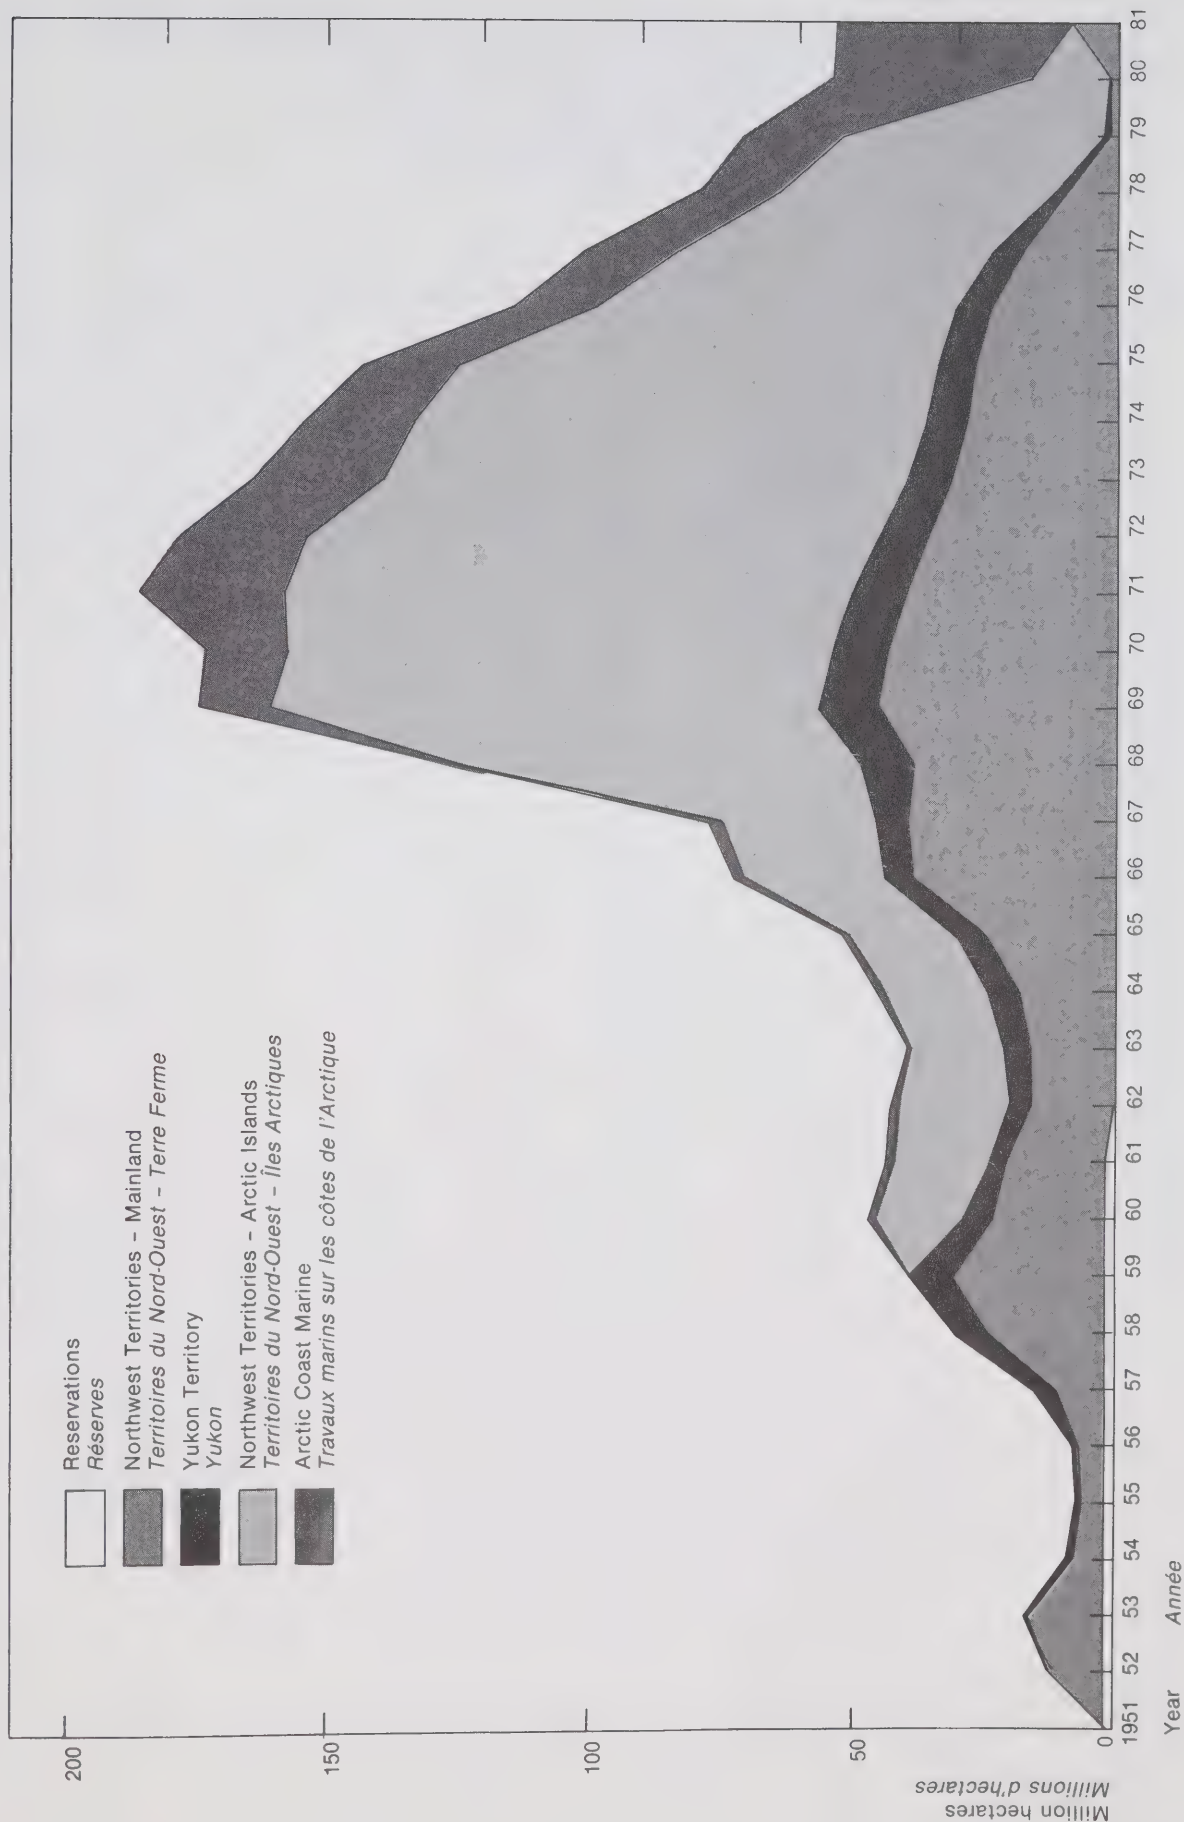 Reservations
Réserves
Northwest Territories – Mainland
Territoires du Nord-Ouest – Terre Ferme
Yukon Territory
Yukon
Northwest Territories – Arctic Islands
Territoires du Nord-Ouest – Îles Arctiques
Arctic Coast Marine
Travaux marins sur les côtes de l'Arctique
200
150
100
50
0
Million hectares
Millions d'hectares
1951 52 53 54 55 56 57 58 59 60 61 62 63 64 65 66 67 68 69 70 71 72 73 74 75 76 77 78 79 80 81
Year Année